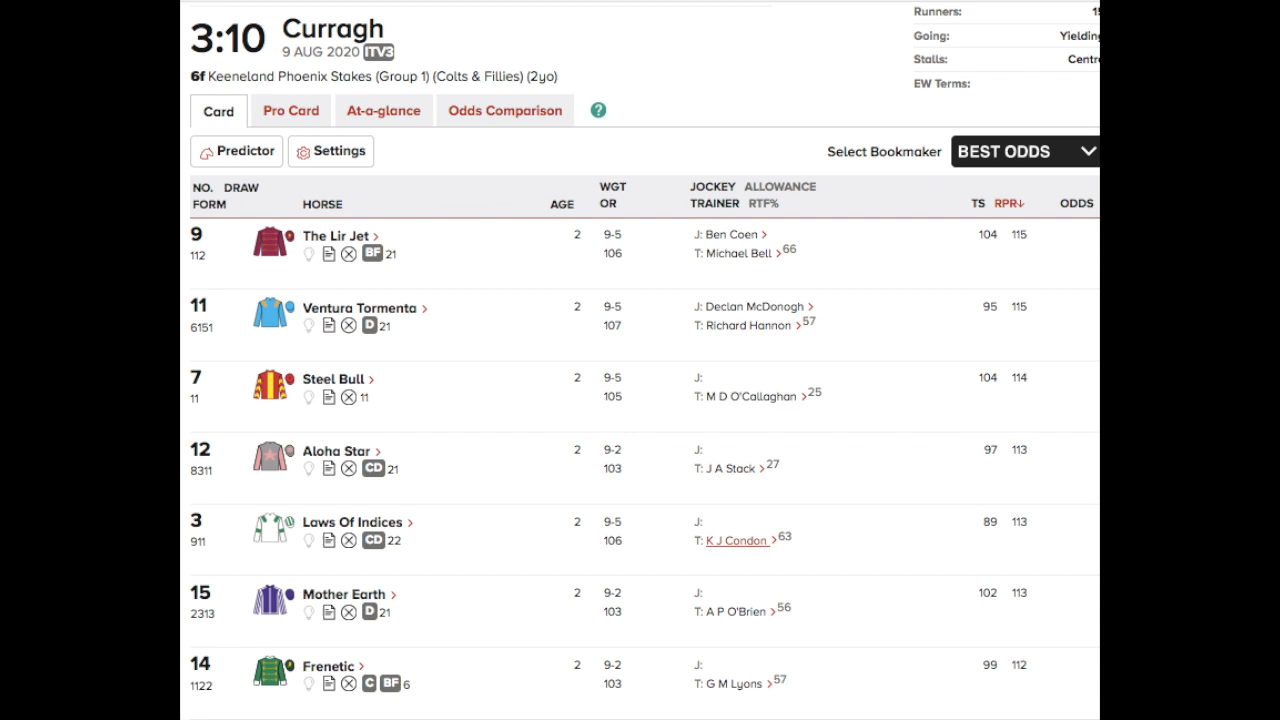 3:10 Curragh
9 AUG 2020 ITV3
6f Keeneland Phoenix Stakes (Group 1) (Colts & Fillies) (2yo)
Runners: 15
Going: Yielding
Stalls: Centre
EW Terms:
Card Pro Card At-a-glance Odds Comparison ?
Predictor Settings Select Bookmaker BEST ODDS
NO. DRAW WGT JOCKEY ALLOWANCE
FORM HORSE AGE OR TRAINER RTF% TS RPR↓ ODDS
9 The Lir Jet > 2 9-5 J: Ben Coen > 104 115
112 BF 21 106 T: Michael Bell > 66
11 Ventura Tormenta > 2 9-5 J: Declan McDonogh > 95 115
6151 D 21 107 T: Richard Hannon > 57
7 Steel Bull > 2 9-5 J: 104 114
11 11 105 T: M D O'Callaghan > 25
12 Aloha Star > 2 9-2 J: 97 113
8311 CD 21 103 T: J A Stack > 27
3 Laws Of Indices > 2 9-5 J: 89 113
911 CD 22 106 T: K J Condon > 63
15 Mother Earth > 2 9-2 J: 102 113
2313 D 21 103 T: A P O'Brien > 56
14 Frenetic > 2 9-2 J: 99 112
1122 C BF 6 103 T: G M Lyons > 57